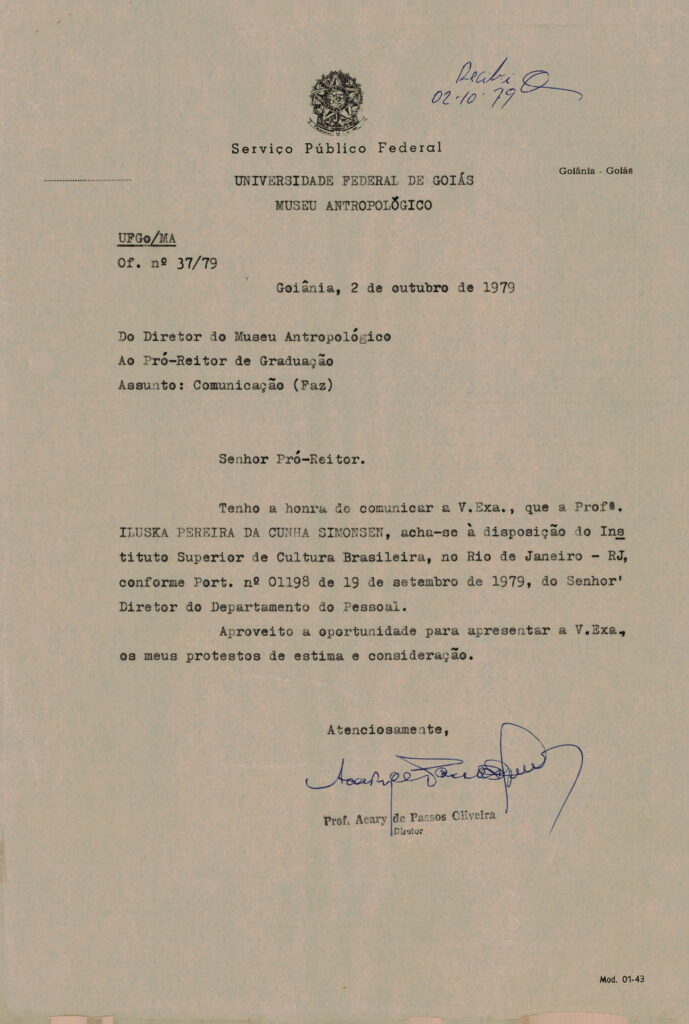 Recebi
02-10-79
Serviço Público Federal
Goiânia - Goiás
UNIVERSIDADE FEDERAL DE GOIÁS
MUSEU ANTROPOLÓGICO
UFGo/MA
Of. nº 37/79
Goiânia, 2 de outubro de 1979
Do Diretor do Museu Antropológico
Ao Pró-Reitor de Graduação
Assunto: Comunicação (Faz)
Senhor Pró-Reitor.
Tenho a honra de comunicar a V.Exa., que a Profª.
ILUSKA PEREIRA DA CUNHA SIMONSEN, acha-se à disposição do Ins
tituto Superior de Cultura Brasileira, no Rio de Janeiro - RJ,
conforme Port. nº 01198 de 19 de setembro de 1979, do Senhor'
Diretor do Departamento do Pessoal.
Aproveito a oportunidade para apresentar a V.Exa.,
os meus protestos de estima e consideração.
Atenciosamente,
Prof. Acary de Passos Oliveira
Diretor
Mod. 01-43